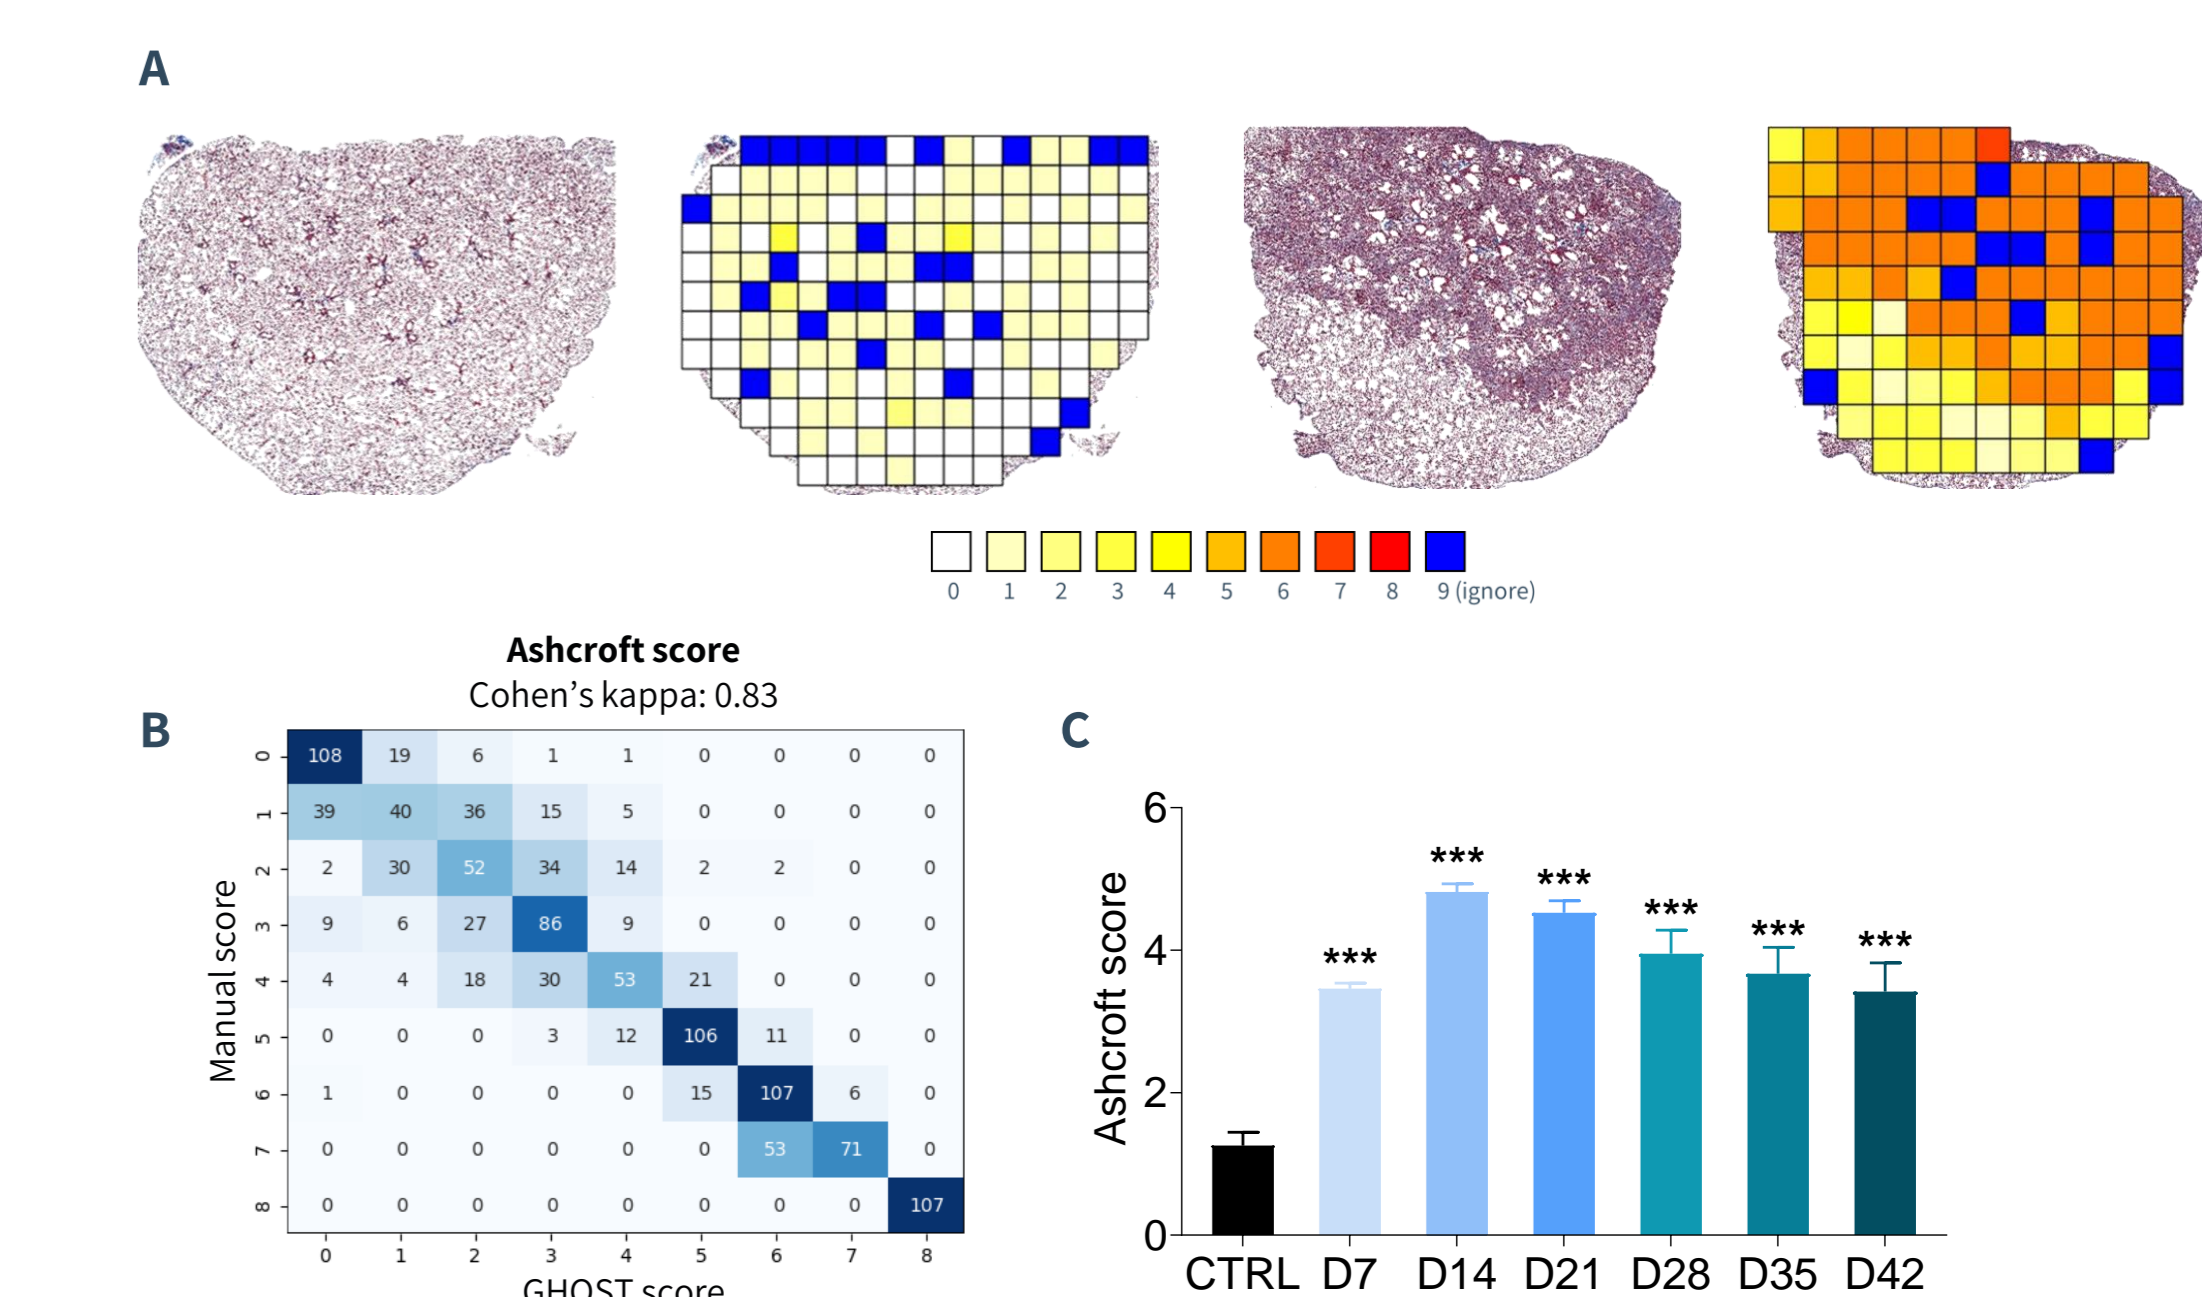 A
0 1 2 3 4 5 6 7 8 9 (ignore)
B
Ashcroft score
Cohen’s kappa: 0.83
Manual score
0 108 19 6 1 1 0 0 0 0
1 39 40 36 15 5 0 0 0 0
2 2 30 52 34 14 2 2 0 0
3 9 6 27 86 9 0 0 0 0
4 4 4 18 30 53 21 0 0 0
5 0 0 0 3 12 106 11 0 0
6 1 0 0 0 0 15 107 6 0
7 0 0 0 0 0 0 53 71 0
8 0 0 0 0 0 0 0 0 107
0 1 2 3 4 5 6 7 8
GHOST score
C
Ashcroft score
6
4
2
0
*** *** *** *** *** ***
CTRL D7 D14 D21 D28 D35 D42